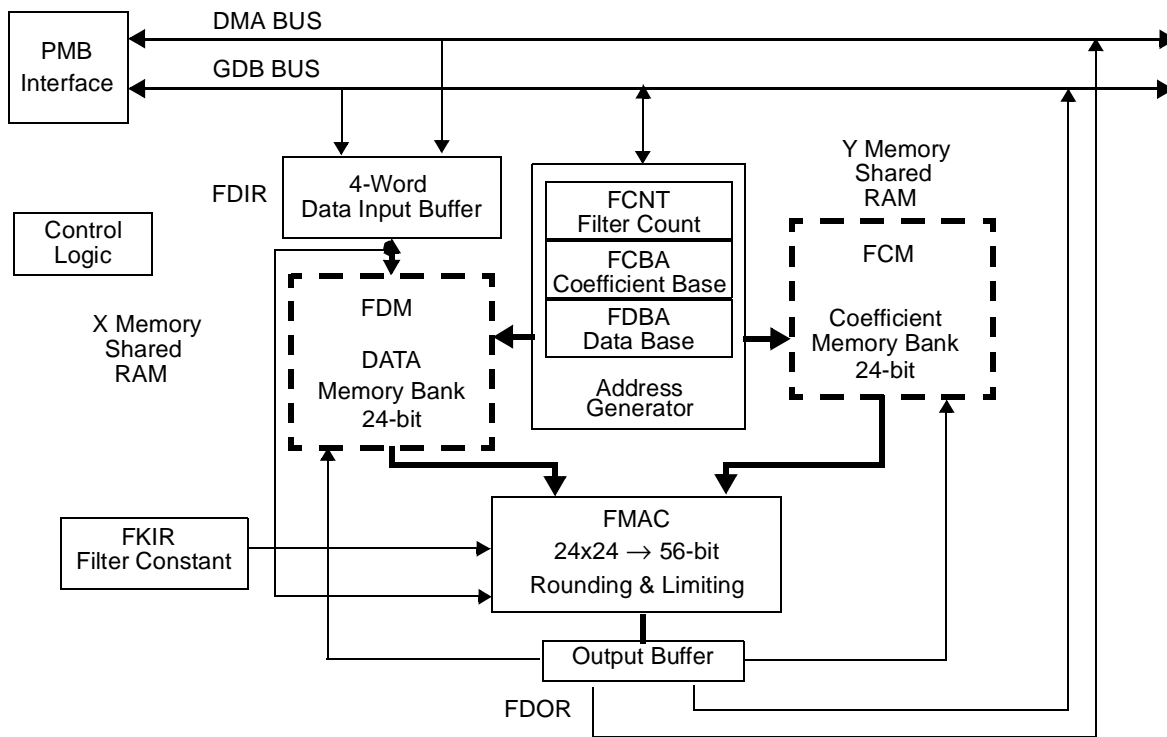 DMA BUS
PMB
Interface
GDB BUS
Y Memory
Shared
RAM
FDIR
4-Word
Data Input Buffer
FCNT
Filter Count
Control
Logic
FCBA
Coefficient Base
FCM
FDM
FDBA
Data Base
X Memory
Shared
RAM
Coefficient
Memory Bank
24-bit
DATA
Memory Bank
24-bit
Address
Generator
FKIR
Filter Constant
FMAC
24x24 → 56-bit
Rounding & Limiting
Output Buffer
FDOR